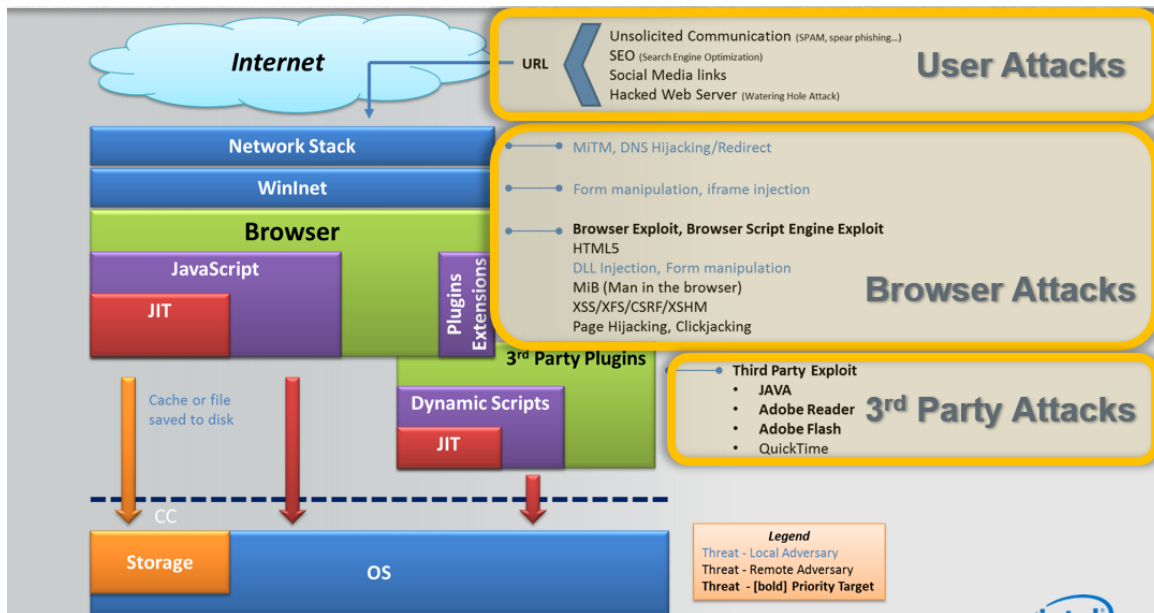 Internet
URL
Unsolicited Communication (SPAM, spear phishing...)
SEO (Search Engine Optimization)
Social Media links
Hacked Web Server (Watering Hole Attack)
User Attacks
Network Stack
MiTM, DNS Hijacking/Redirect
WinInet
Form manipulation, iframe injection
Browser
JavaScript
JIT
Plugins
Extensions
Browser Exploit, Browser Script Engine Exploit
HTML5
DLL Injection, Form manipulation
MiB (Man in the browser)
XSS/XFS/CSRF/XSHM
Page Hijacking, Clickjacking
Browser Attacks
3rd Party Plugins
Dynamic Scripts
JIT
Third Party Exploit
• JAVA
• Adobe Reader
• Adobe Flash
• QuickTime
3rd Party Attacks
Cache or file
saved to disk
CC
Storage
OS
Legend
Threat - Local Adversary
Threat - Remote Adversary
Threat - [bold] Priority Target